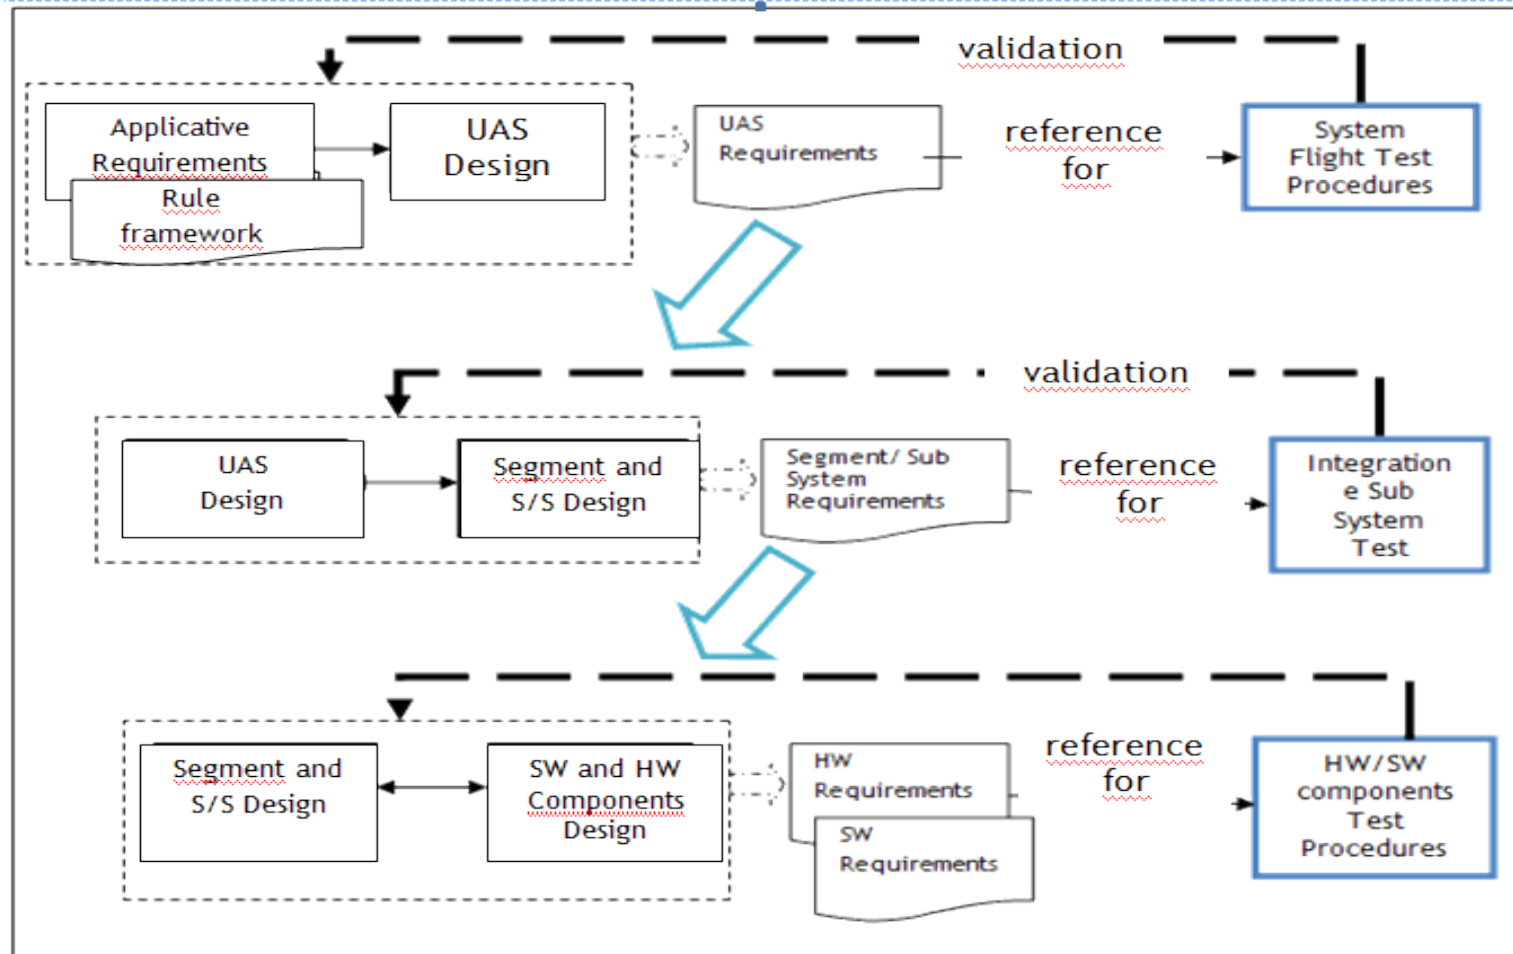 validation
Applicative
Requirements
Rule
framework
UAS
Design
UAS
Requirements
reference
for
System
Flight Test
Procedures
validation
UAS
Design
Segment and
S/S Design
Segment/ Sub
System
Requirements
reference
for
Integration
e Sub
System
Test
Segment and
S/S Design
SW and HW
Components
Design
HW
Requirements
SW
Requirements
reference
for
HW/SW
components
Test
Procedures